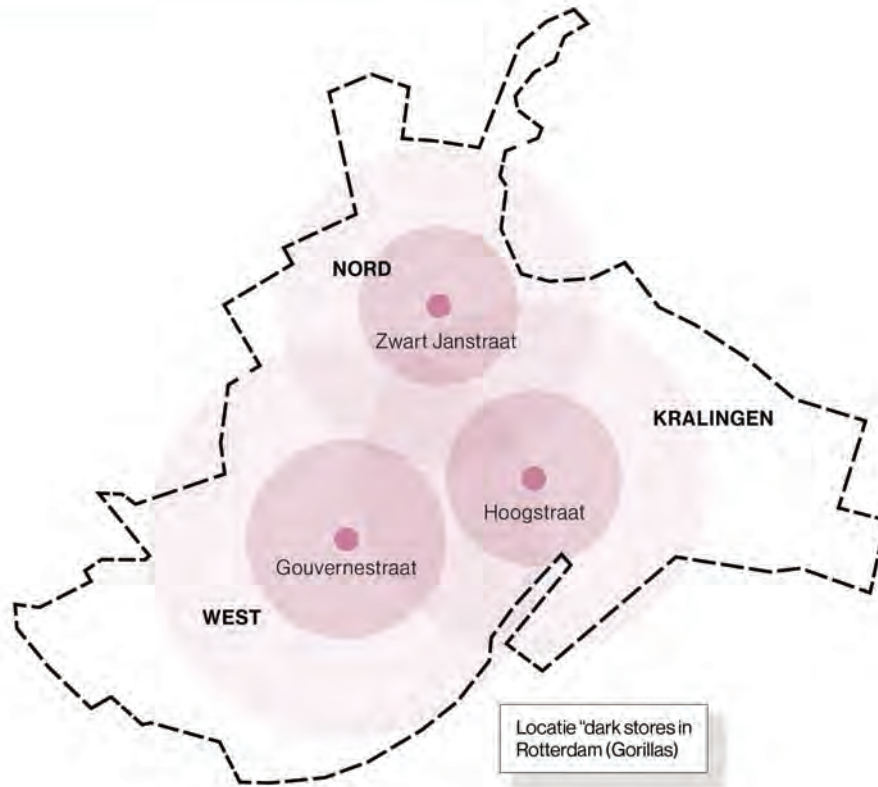 NORD
Zwart Janstraat
KRALINGEN
Hoogstraat
Gouvernestraat
WEST
Locatie "dark stores in
Rotterdam (Gorillas)